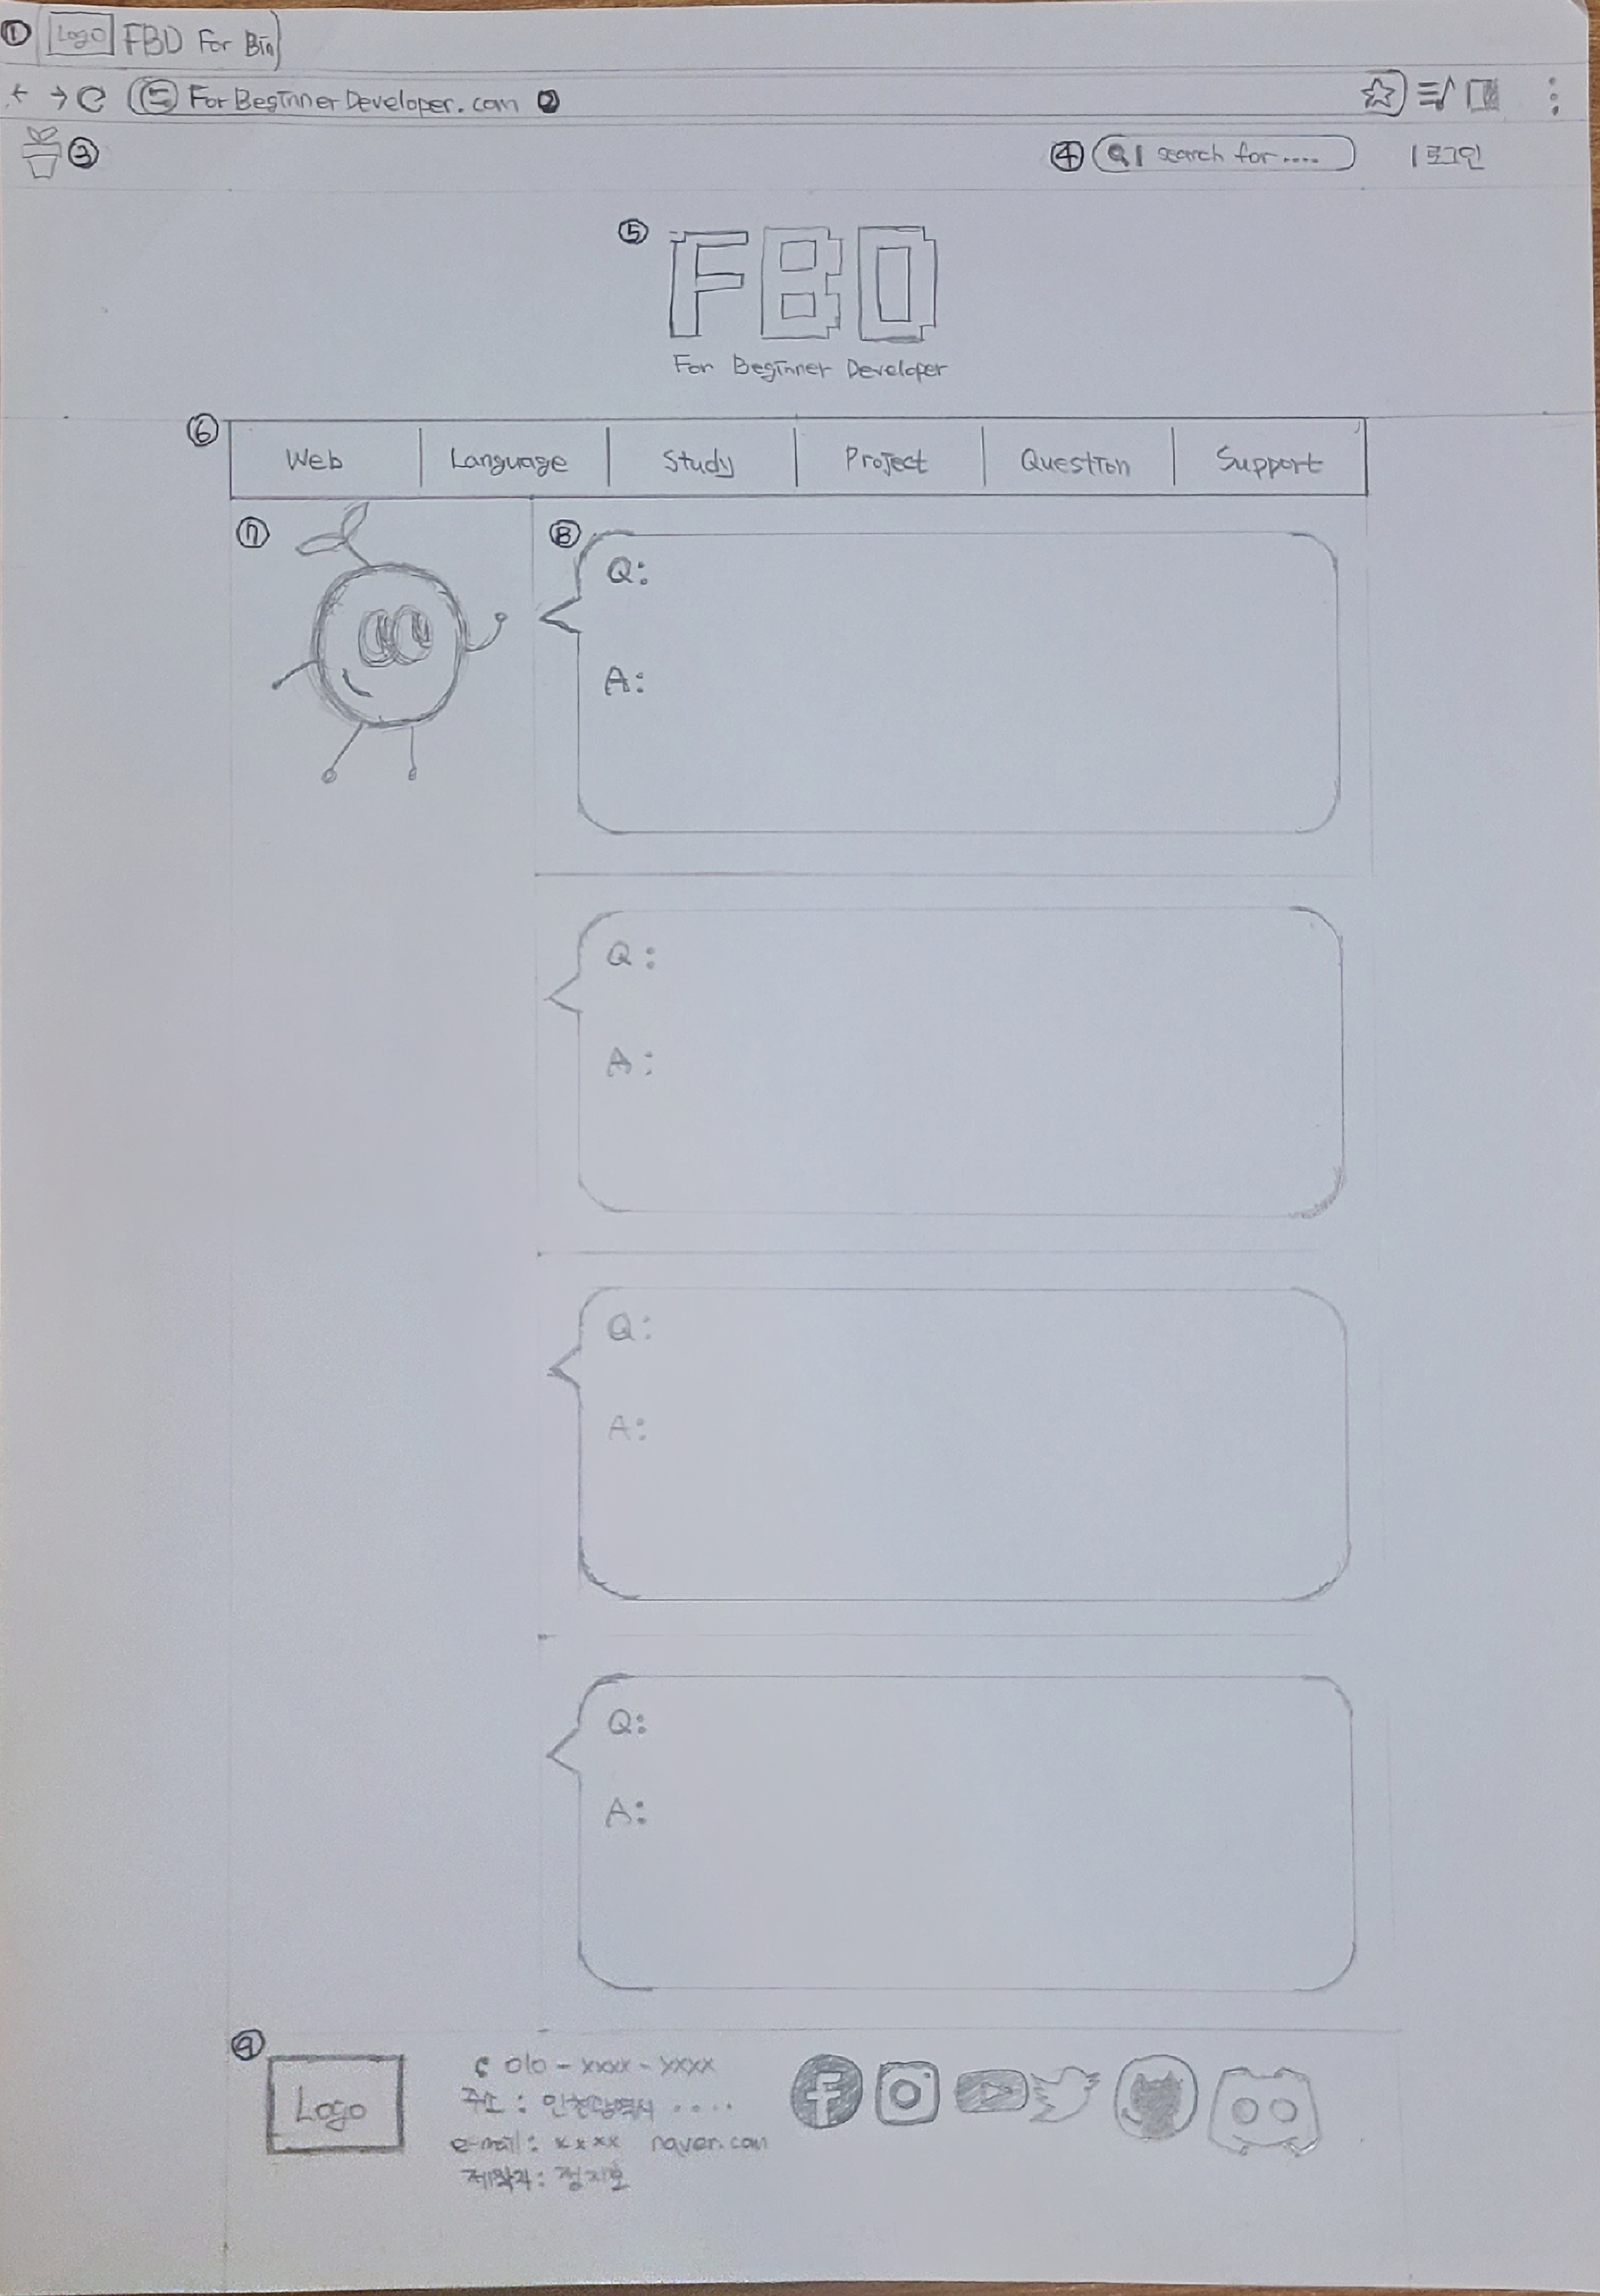 ① Logo FBD For Bin
ForBeginnerDeveloper.com ②
③ ④ Q | search for .... | 로그인
⑤ FBD
For Beginner Developer
⑥ Web | Language | Study | Project | Question | Support
⑦ ⑧ Q:
A:
Q:
A:
Q:
A:
Q:
A:
⑨ Logo
010-xxxx-xxxx
주소 : 인천광역시 ....
e-mail : xxxx naver.com
제작자 : 정지호